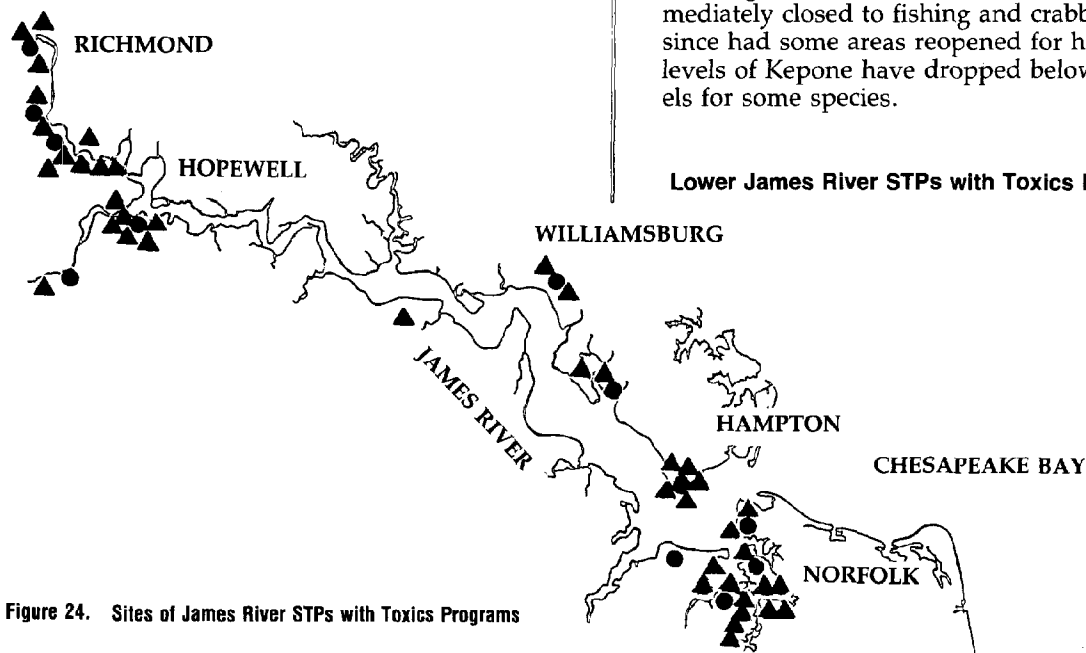 mediately closed to fishing and crabb
since had some areas reopened for h
levels of Kepone have dropped below
els for some species.
Lower James River STPs with Toxics
RICHMOND
HOPEWELL
WILLIAMSBURG
JAMES RIVER
HAMPTON
CHESAPEAKE BAY
NORFOLK
Figure 24. Sites of James River STPs with Toxics Programs